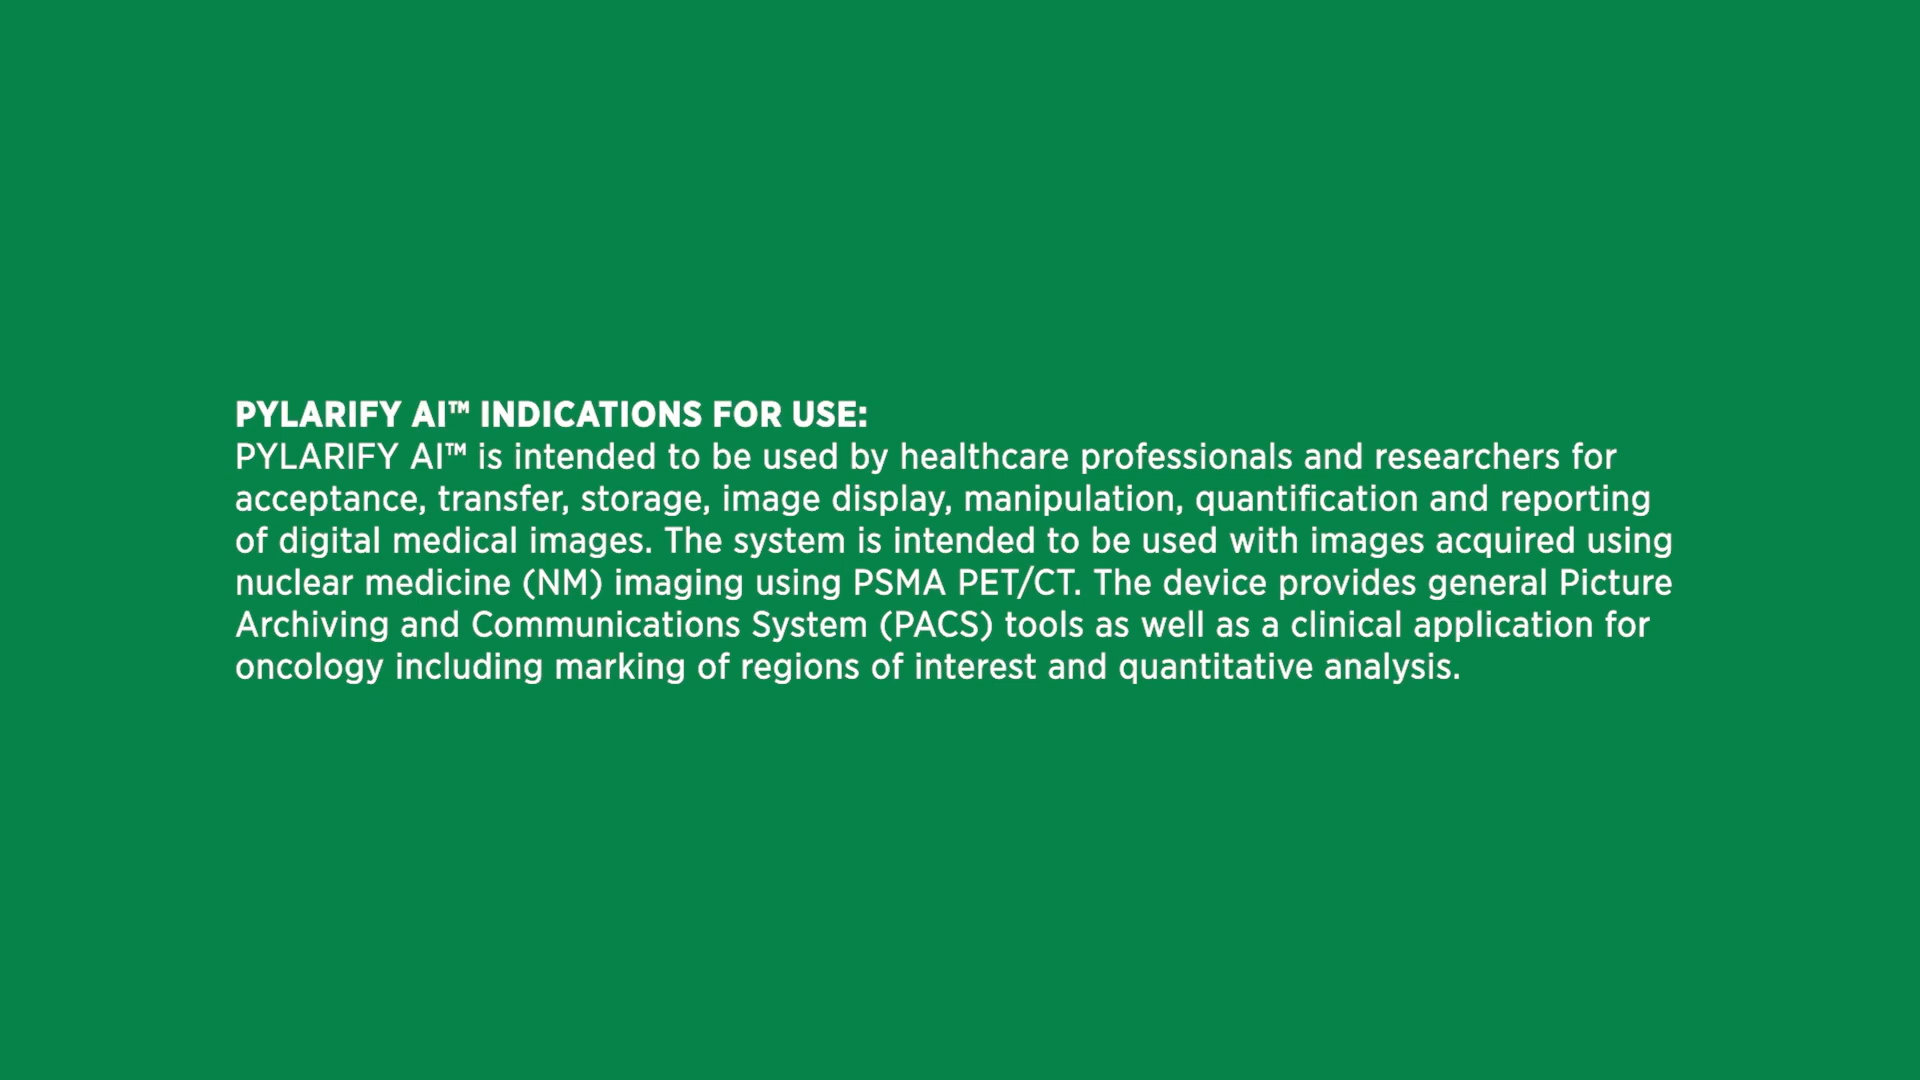 PYLARIFY AI™ INDICATIONS FOR USE:
PYLARIFY AI™ is intended to be used by healthcare professionals and researchers for
acceptance, transfer, storage, image display, manipulation, quantification and reporting
of digital medical images. The system is intended to be used with images acquired using
nuclear medicine (NM) imaging using PSMA PET/CT. The device provides general Picture
Archiving and Communications System (PACS) tools as well as a clinical application for
oncology including marking of regions of interest and quantitative analysis.